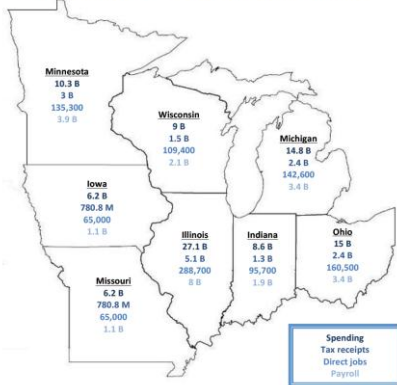 Minnesota
10.3 B
3 B
135,300
3.9 B
Wisconsin
9 B
1.5 B
109,400
2.1 B
Michigan
14.8 B
2.4 B
142,600
3.4 B
Iowa
6.2 B
780.8 M
65,000
1.1 B
Illinois
27.1 B
5.1 B
288,700
8 B
Indiana
8.6 B
1.3 B
95,700
1.9 B
Ohio
15 B
2.4 B
160,500
3.4 B
Missouri
6.2 B
780.8 M
65,000
1.1 B
Spending
Tax receipts
Direct jobs
Payroll